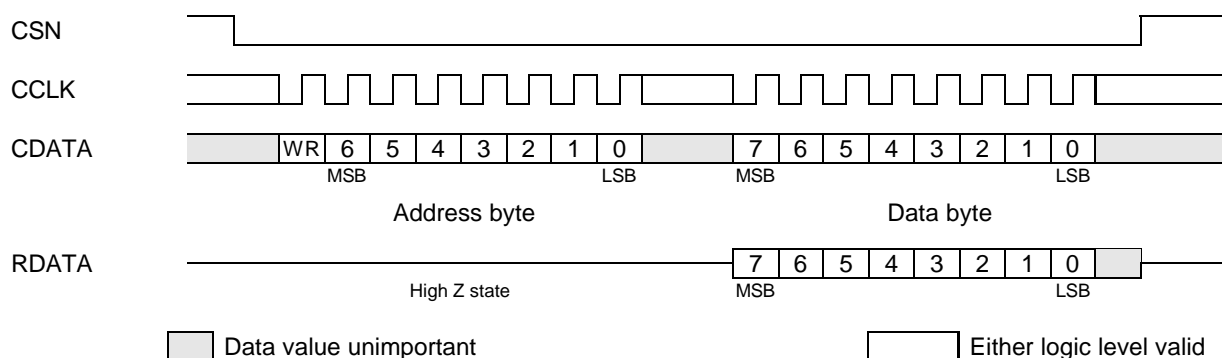 CSN
CCLK
CDATA WR 6 5 4 3 2 1 0 7 6 5 4 3 2 1 0
MSB LSB MSB LSB
Address byte Data byte
RDATA 7 6 5 4 3 2 1 0
High Z state MSB LSB
Data value unimportant Either logic level valid